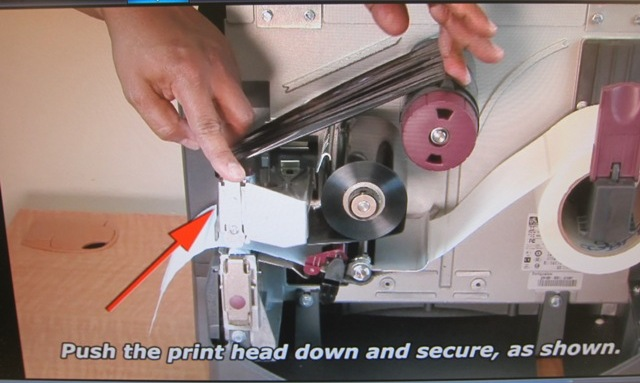 Push the print head down and secure, as shown.